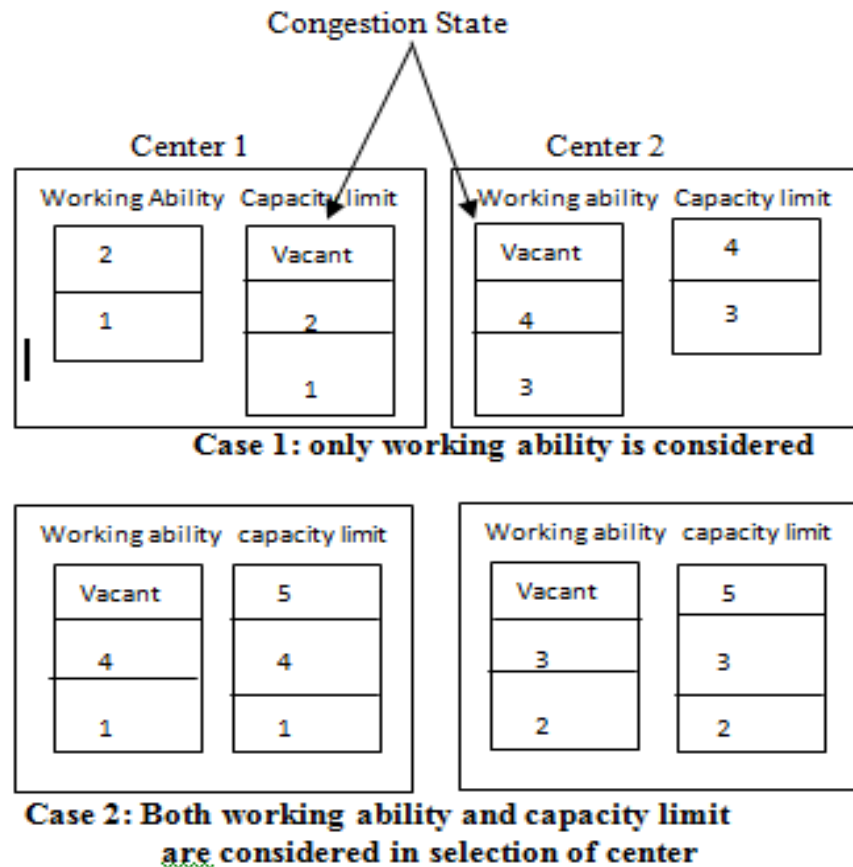 Congestion State
Center 1
Center 2
Working Ability Capacity limit
2
1
Vacant
2
1
Working ability Capacity limit
Vacant
4
3
4
3
Case 1: only working ability is considered
Working ability capacity limit
Vacant
4
1
5
4
1
Working ability capacity limit
Vacant
3
2
5
3
2
Case 2: Both working ability and capacity limit
are considered in selection of center